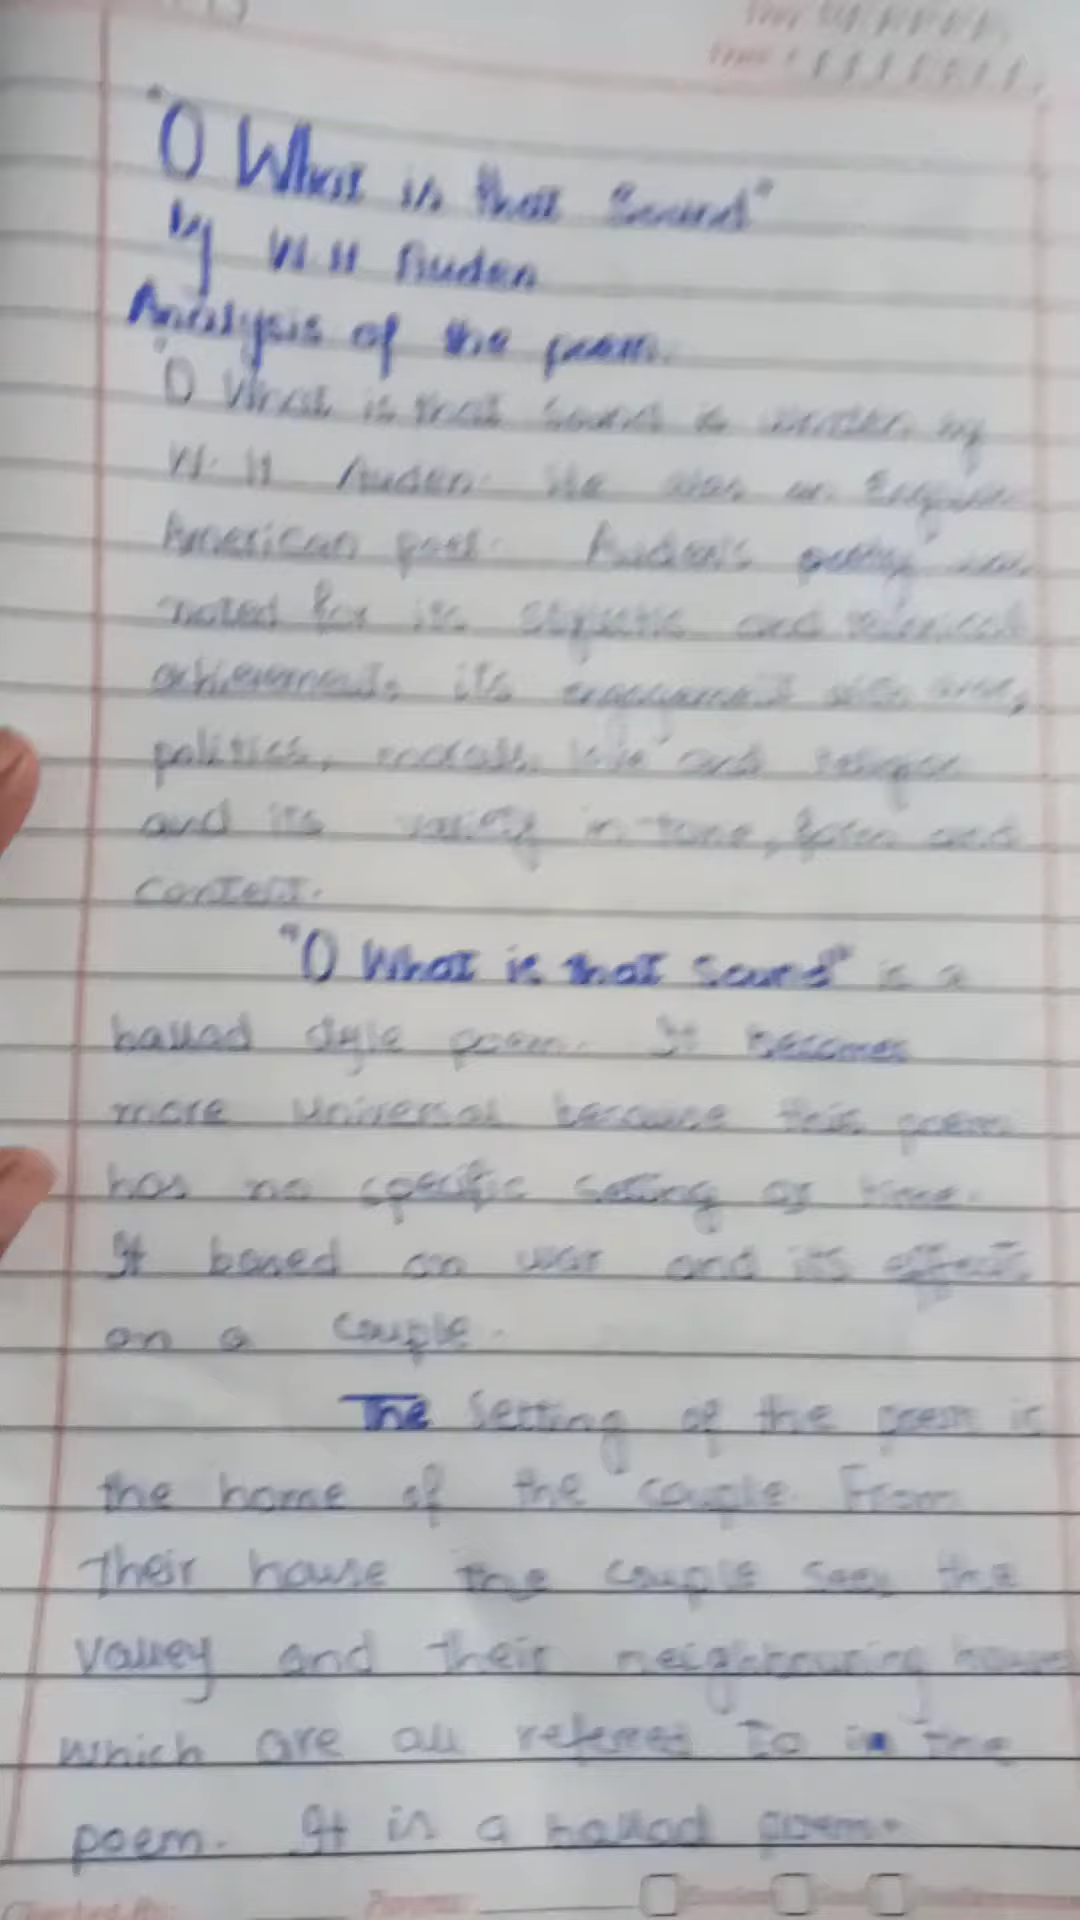 "O What is that Sound"
by W.H Auden
Analysis of the poem.
"O What is that Sound is written by
W.H Auden. He was an
American poet. Auden's poetry was
noted for its stylistic and technical
achievements its engagement with
politics, morals, love and religion
and its variety in tone, form and
content.
"O What is that Sound" is a
ballad style poem. It becomes
more universal because this poem
has no specific setting or time.
It based on war and its effects
on a couple.
The setting of the poem is
the home of the couple. From
their house the couple sees the
valley and their neighbouring
which are all referred to in the
poem. It is a ballad poem.